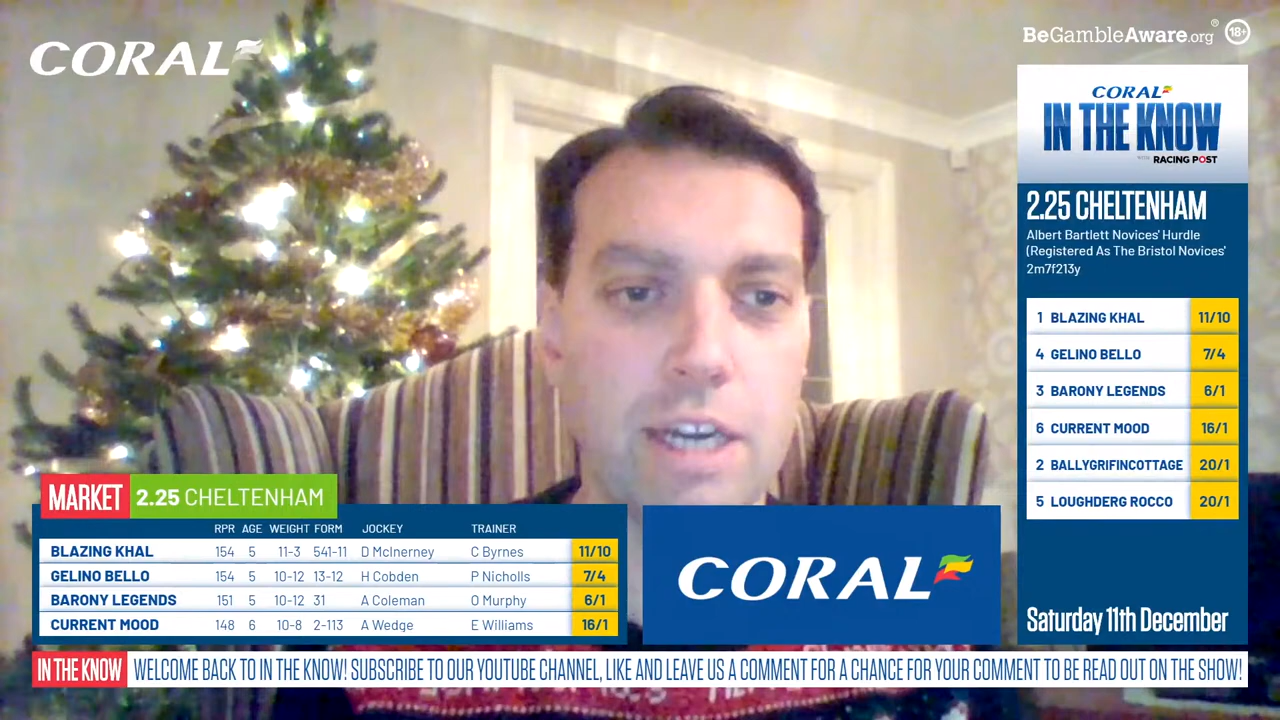 CORAL
BeGambleAware.org® 18+
CORAL
IN THE KNOW
WITH RACING POST
2.25 CHELTENHAM
Albert Bartlett Novices' Hurdle
(Registered As The Bristol Novices'
2m7f213y
1 BLAZING KHAL 11/10
4 GELINO BELLO 7/4
3 BARONY LEGENDS 6/1
6 CURRENT MOOD 16/1
2 BALLYGRIFINCOTTAGE 20/1
5 LOUGHDERG ROCCO 20/1
Saturday 11th December
MARKET 2.25 CHELTENHAM
RPR AGE WEIGHT FORM JOCKEY TRAINER
BLAZING KHAL 154 5 11-3 541-11 D McInerney C Byrnes 11/10
GELINO BELLO 154 5 10-12 13-12 H Cobden P Nicholls 7/4
BARONY LEGENDS 151 5 10-12 31 A Coleman O Murphy 6/1
CURRENT MOOD 148 6 10-8 2-113 A Wedge E Williams 16/1
CORAL
IN THE KNOW WELCOME BACK TO IN THE KNOW! SUBSCRIBE TO OUR YOUTUBE CHANNEL, LIKE AND LEAVE US A COMMENT FOR A CHANCE FOR YOUR COMMENT TO BE READ OUT ON THE SHOW!